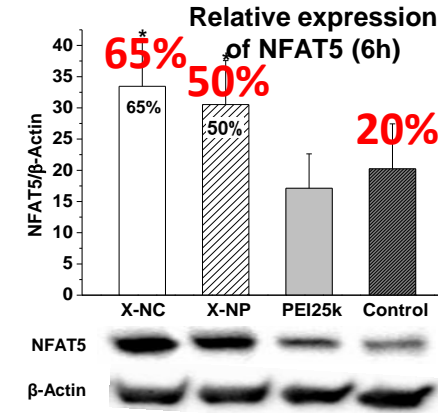 Relative expression
of NFAT5 (6h)
*
*
65%
50%
20%
65%
50%
NFAT5/β-Actin
40
35
30
25
20
15
10
5
0
X-NC X-NP PEI25k Control
NFAT5
β-Actin